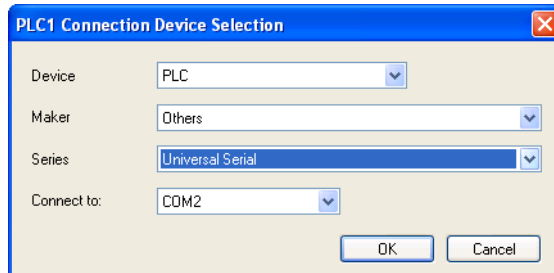 PLC1 Connection Device Selection
Device PLC
Maker Others
Series Universal Serial
Connect to: COM2
OK Cancel